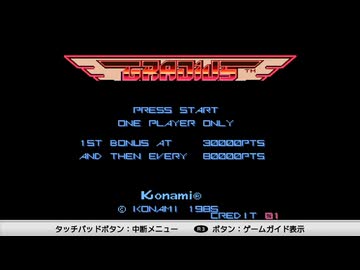 GRADIUS™
PRESS START
ONE PLAYER ONLY
1ST BONUS AT 30000PTS
AND THEN EVERY 80000PTS
Konami®
© KONAMI 1985
CREDIT 01
タッチパッドボタン：中断メニュー R3 ボタン：ゲームガイド表示